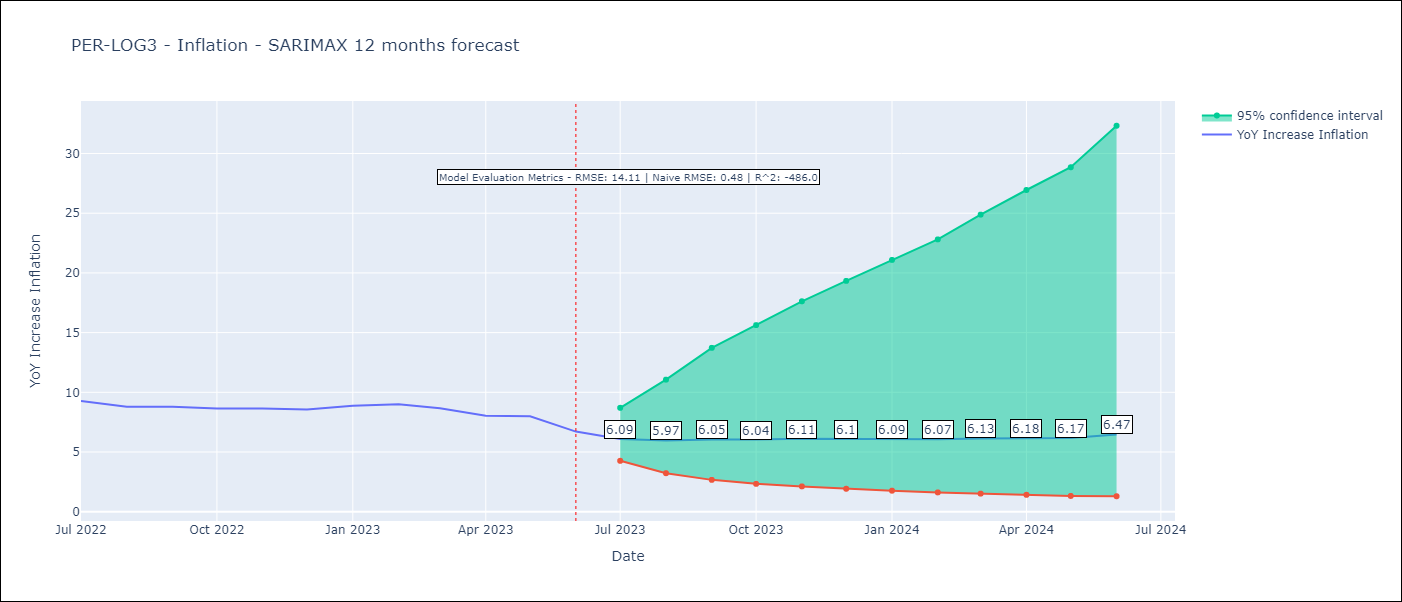 PER-LOG3 - Inflation - SARIMAX 12 months forecast
95% confidence interval
YoY Increase Inflation
Model Evaluation Metrics - RMSE: 14.11 | Naive RMSE: 0.48 | R^2: -486.0
YoY Increase Inflation
30
25
20
15
10
5
0
6.09 5.97 6.05 6.04 6.11 6.1 6.09 6.07 6.13 6.18 6.17 6.47
Jul 2022 Oct 2022 Jan 2023 Apr 2023 Jul 2023 Oct 2023 Jan 2024 Apr 2024 Jul 2024
Date